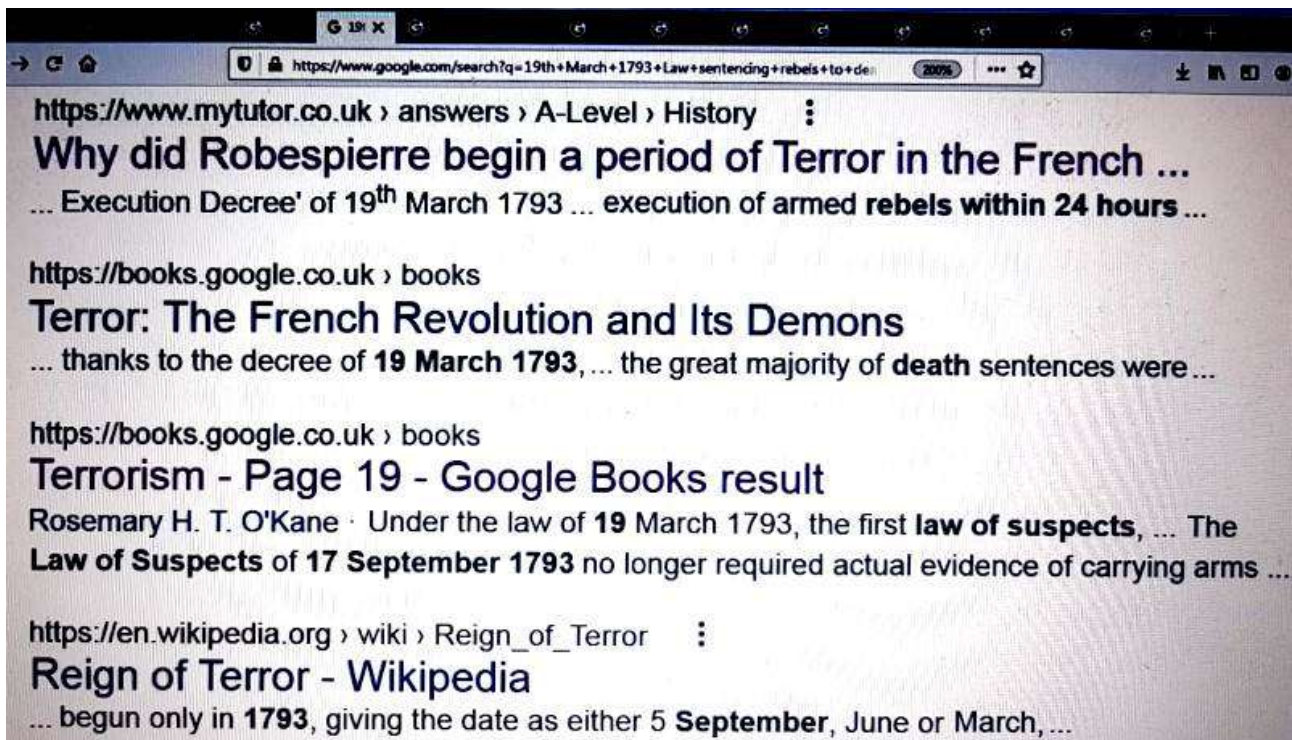 G 19t X
https://www.google.com/search?q=19th+March+1793+Law+sentencing+rebels+to+de
200%
https://www.mytutor.co.uk › answers › A-Level › History
Why did Robespierre begin a period of Terror in the French ...
... Execution Decree' of 19th March 1793 ... execution of armed rebels within 24 hours ...
https://books.google.co.uk › books
Terror: The French Revolution and Its Demons
... thanks to the decree of 19 March 1793, ... the great majority of death sentences were ...
https://books.google.co.uk › books
Terrorism - Page 19 - Google Books result
Rosemary H. T. O'Kane · Under the law of 19 March 1793, the first law of suspects, ... The
Law of Suspects of 17 September 1793 no longer required actual evidence of carrying arms ...
https://en.wikipedia.org › wiki › Reign_of_Terror
Reign of Terror - Wikipedia
... begun only in 1793, giving the date as either 5 September, June or March, ...